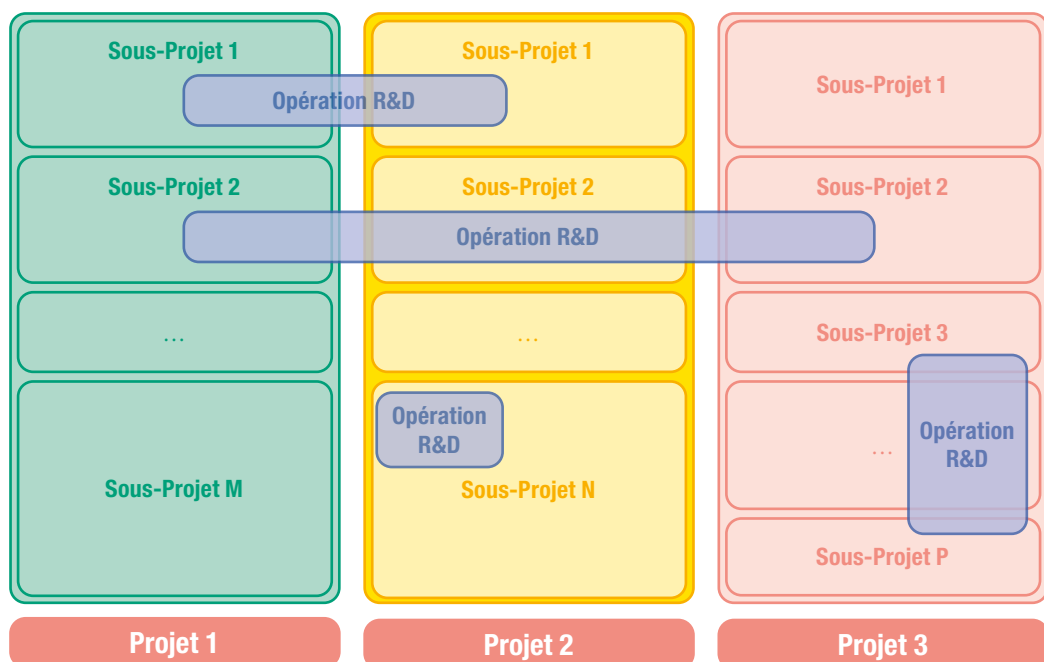 Sous-Projet 1
Sous-Projet 1
Sous-Projet 1
Opération R&D
Sous-Projet 2
Sous-Projet 2
Sous-Projet 2
Opération R&D
...
...
Sous-Projet 3
Opération
R&D
Opération
R&D
...
Sous-Projet M
Sous-Projet N
Sous-Projet P
Projet 1
Projet 2
Projet 3